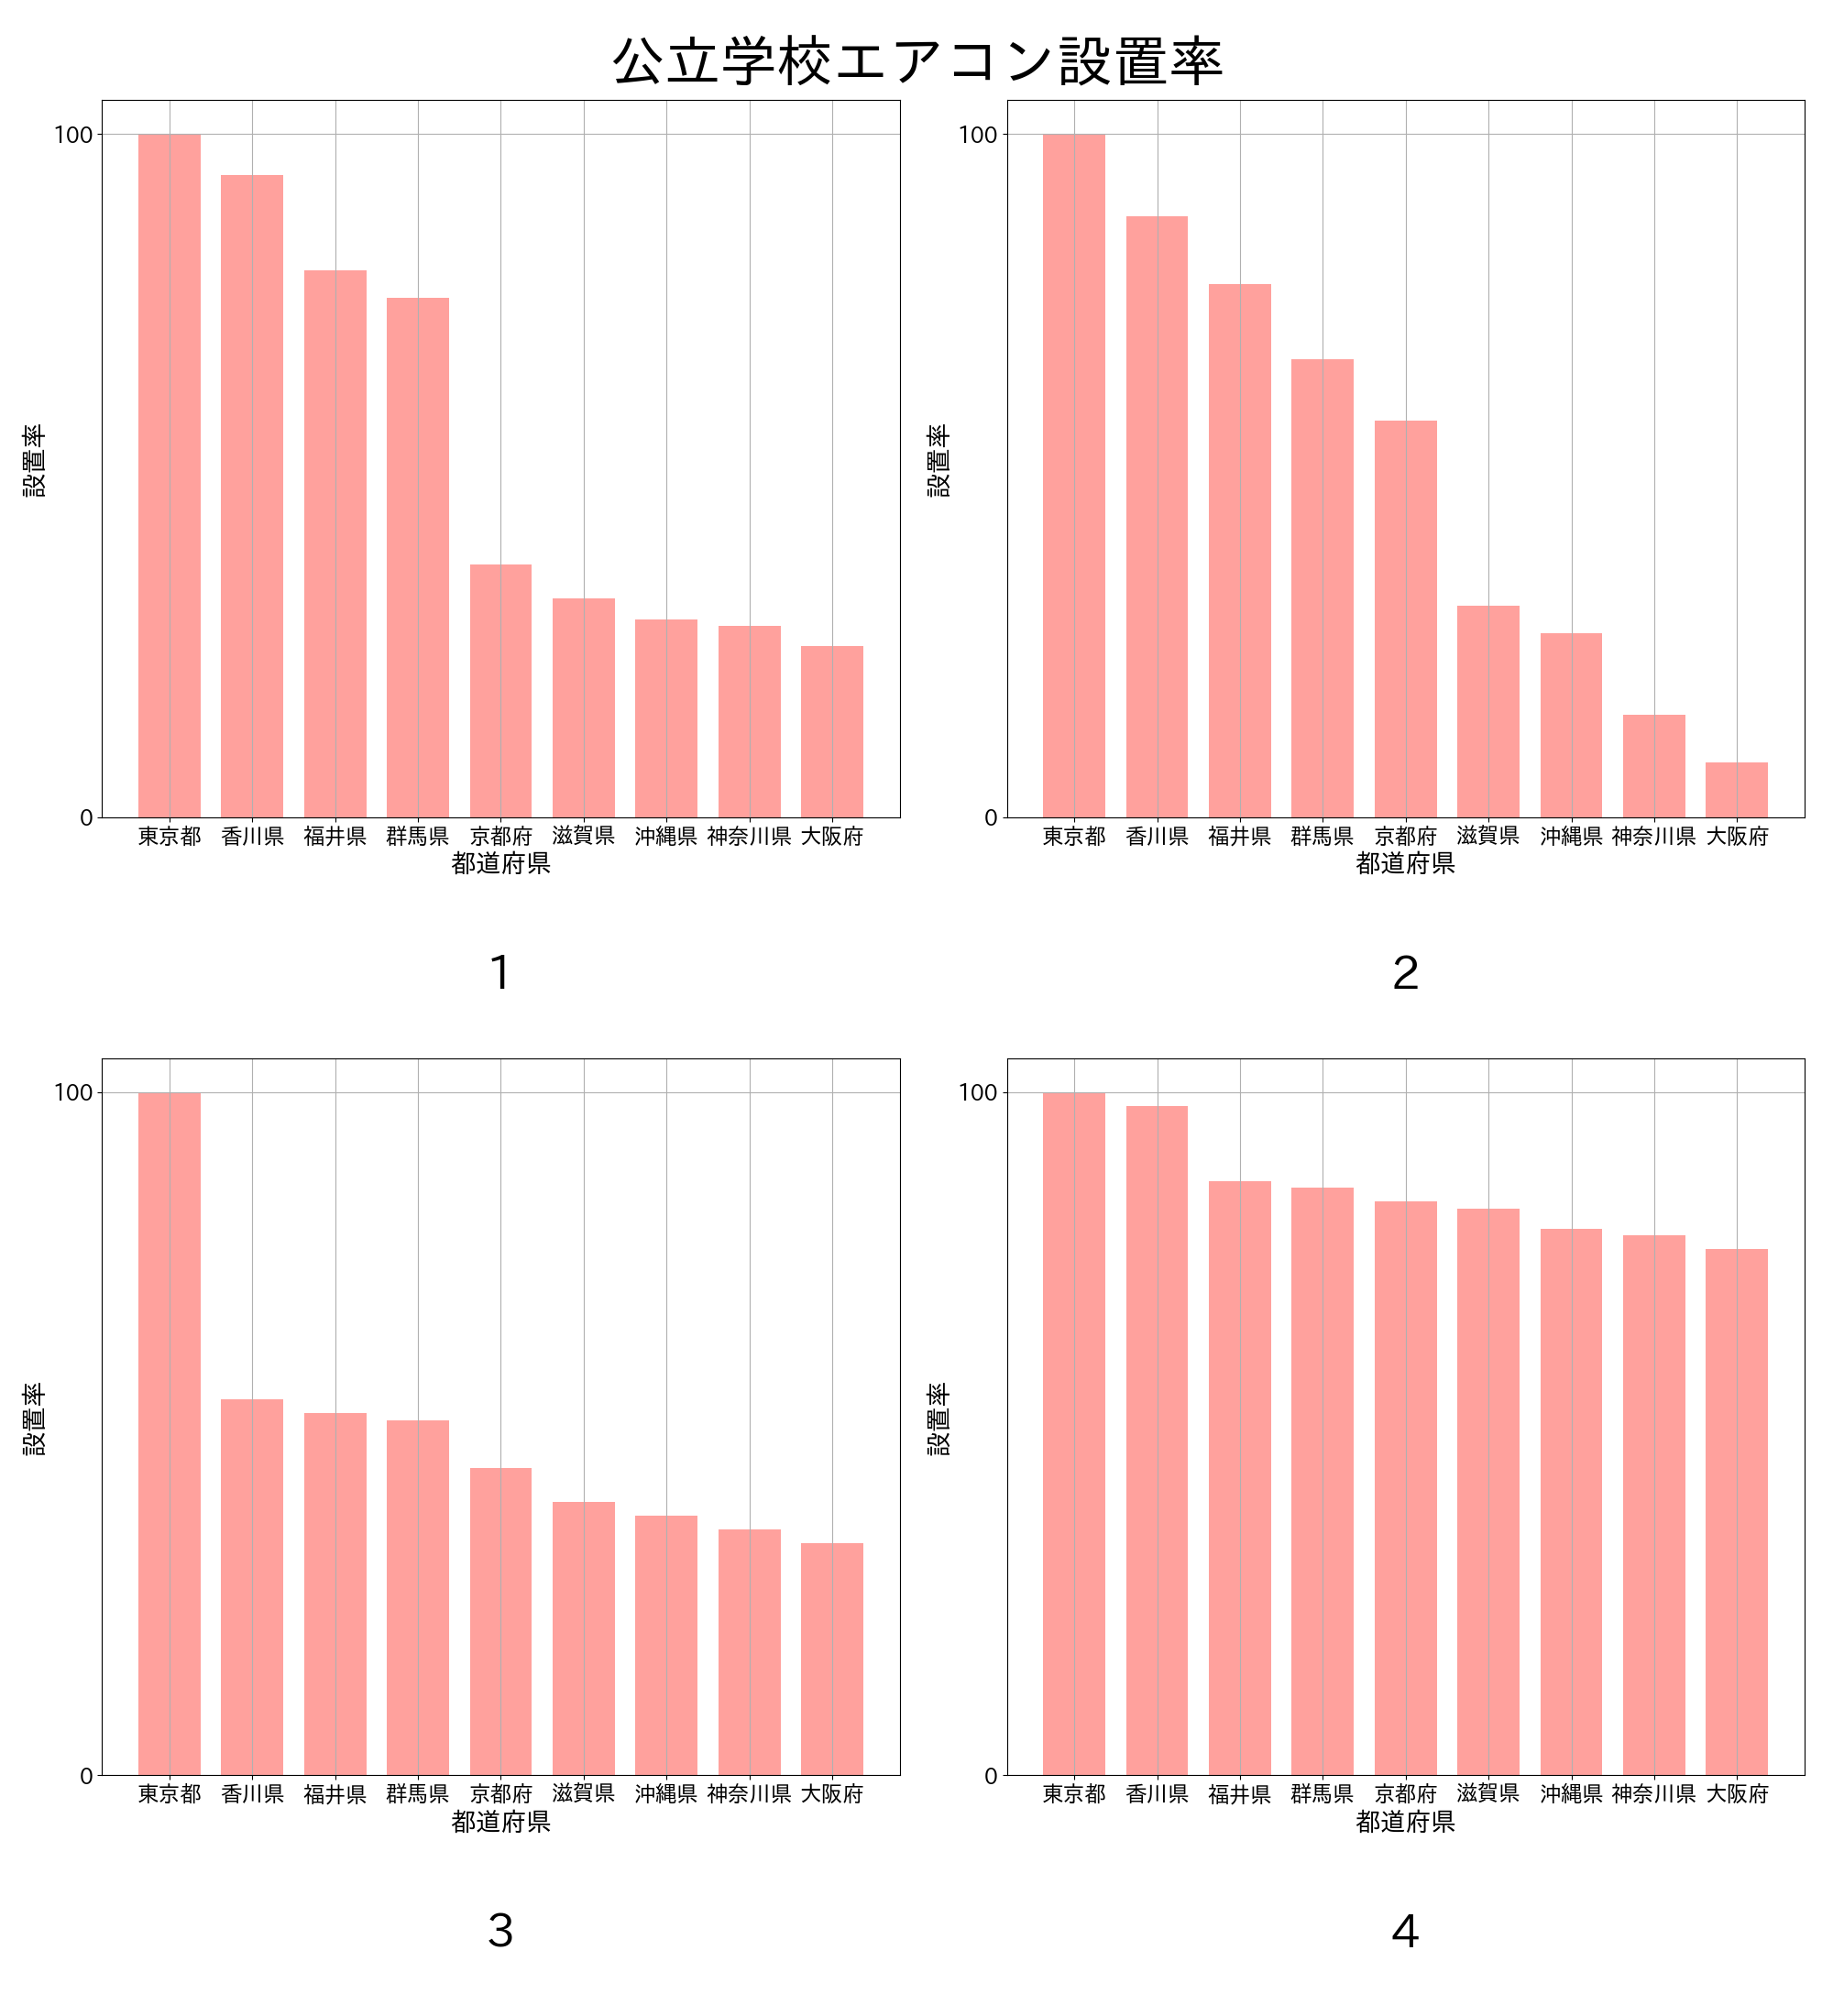 公立学校エアコン設置率
100
0
設置率
東京都 香川県 福井県 群馬県 京都府 滋賀県 沖縄県 神奈川県 大阪府
都道府県
1
100
0
設置率
東京都 香川県 福井県 群馬県 京都府 滋賀県 沖縄県 神奈川県 大阪府
都道府県
2
100
0
設置率
東京都 香川県 福井県 群馬県 京都府 滋賀県 沖縄県 神奈川県 大阪府
都道府県
3
100
0
設置率
東京都 香川県 福井県 群馬県 京都府 滋賀県 沖縄県 神奈川県 大阪府
都道府県
4